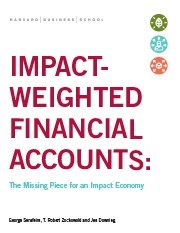 HARVARD | BUSINESS | SCHOOL
IMPACT-
WEIGHTED
FINANCIAL
ACCOUNTS:
The Missing Piece for an Impact Economy
George Serafeim, T. Robert Zochowski and Jen Downing